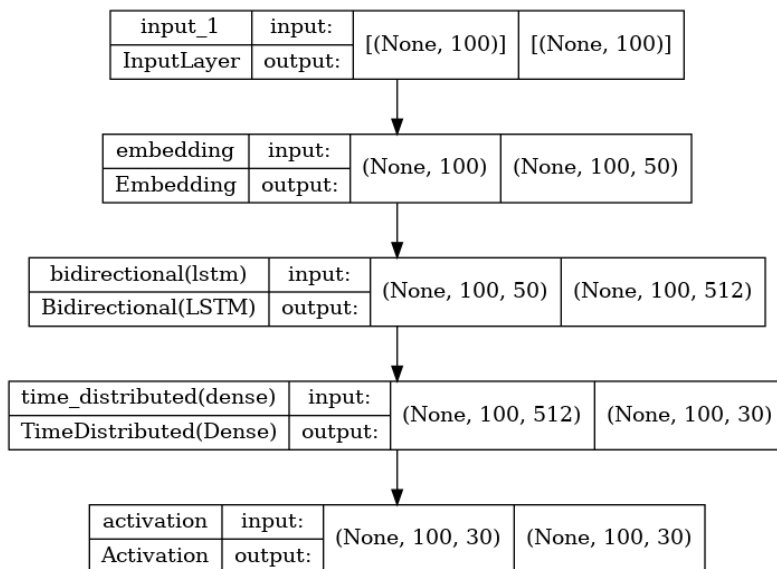 input_1 input: [(None, 100)] [(None, 100)]
InputLayer output:
embedding input: (None, 100) (None, 100, 50)
Embedding output:
bidirectional(lstm) input: (None, 100, 50) (None, 100, 512)
Bidirectional(LSTM) output:
time_distributed(dense) input: (None, 100, 512) (None, 100, 30)
TimeDistributed(Dense) output:
activation input: (None, 100, 30) (None, 100, 30)
Activation output: